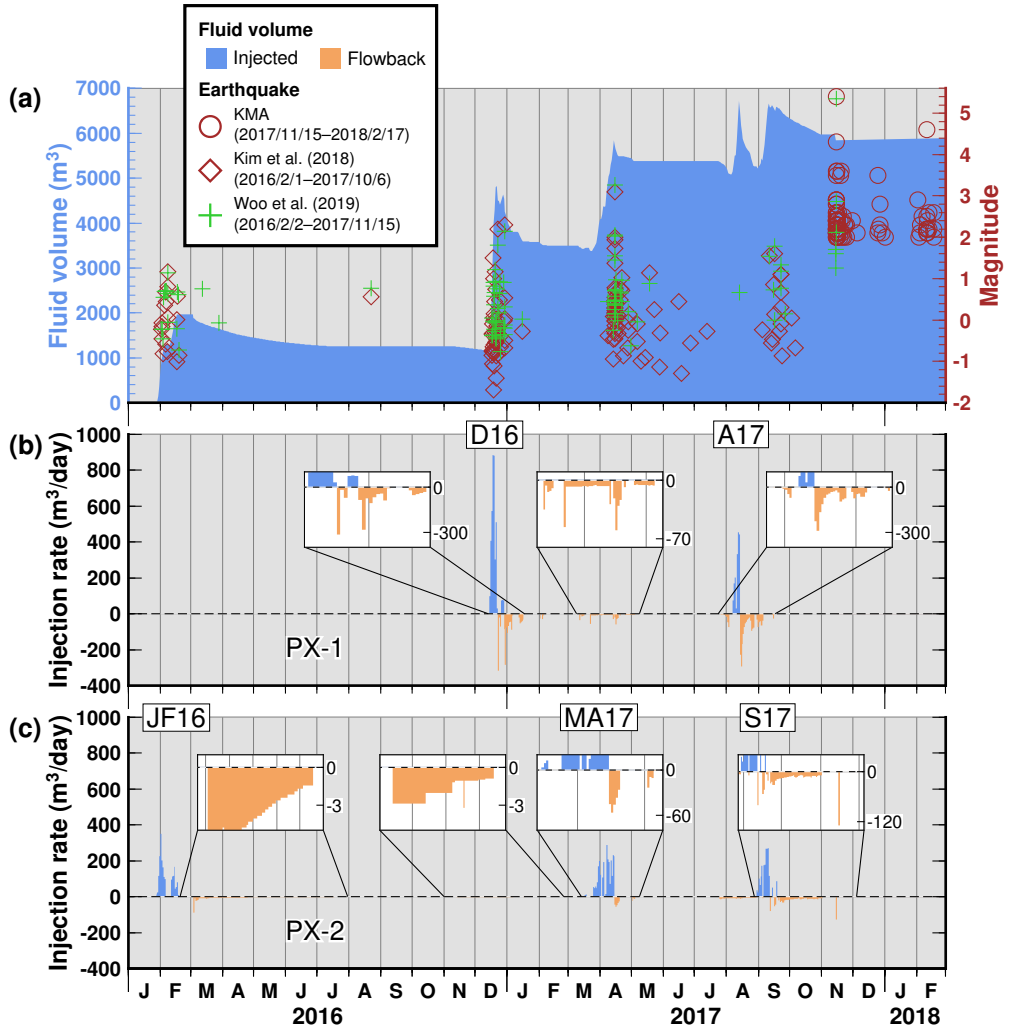 Fluid volume
Injected Flowback
Earthquake
KMA
(2017/11/15–2018/2/17)
Kim et al. (2018)
(2016/2/1–2017/10/6)
Woo et al. (2019)
(2016/2/2–2017/11/15)
(a)
Fluid volume (m³)
7000
6000
5000
4000
3000
2000
1000
0
Magnitude
5
4
3
2
1
0
-1
-2
(b)
Injection rate (m³/day)
1000
800
600
400
200
0
-200
-400
D16
A17
0
-300
0
-70
0
-300
PX-1
(c)
Injection rate (m³/day)
1000
800
600
400
200
0
-200
-400
JF16
MA17
S17
0
-3
0
-3
0
-60
0
-120
PX-2
J F M A M J J A S O N D J F M A M J J A S O N D J F
2016 2017 2018